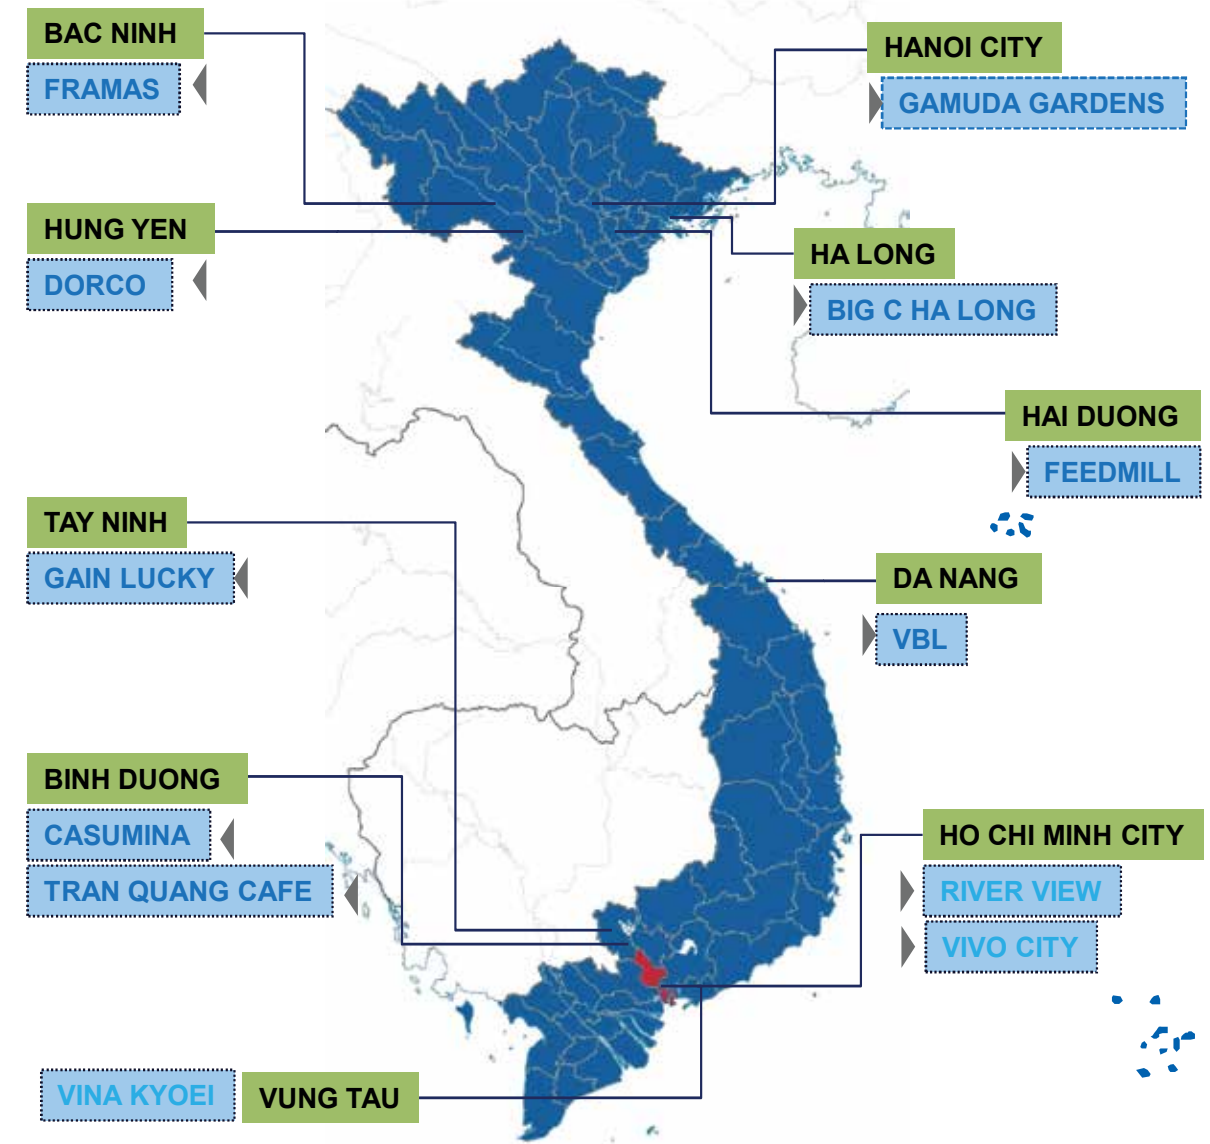 BAC NINH
FRAMAS
HANOI CITY
GAMUDA GARDENS
HUNG YEN
DORCO
HA LONG
BIG C HA LONG
HAI DUONG
FEEDMILL
TAY NINH
GAIN LUCKY
DA NANG
VBL
BINH DUONG
CASUMINA
TRAN QUANG CAFE
HO CHI MINH CITY
RIVER VIEW
VIVO CITY
VINA KYOEI
VUNG TAU